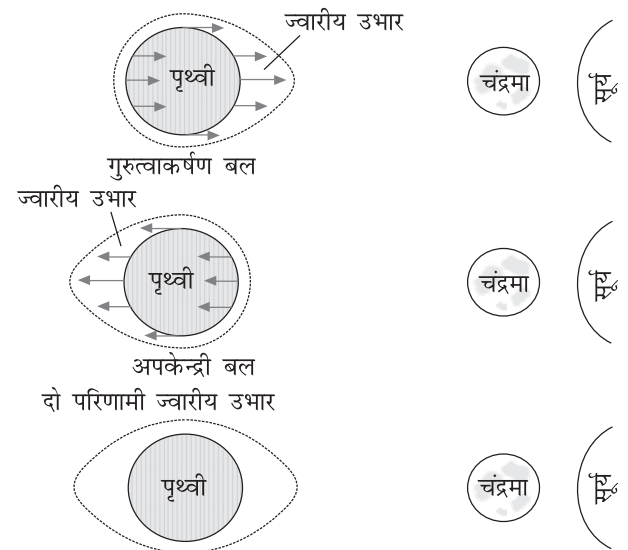 ज्वारीय उभार
पृथ्वी
चंद्रमा
सूर्य
गुरुत्वाकर्षण बल
ज्वारीय उभार
पृथ्वी
चंद्रमा
सूर्य
अपकेन्द्री बल
दो परिणामी ज्वारीय उभार
पृथ्वी
चंद्रमा
सूर्य